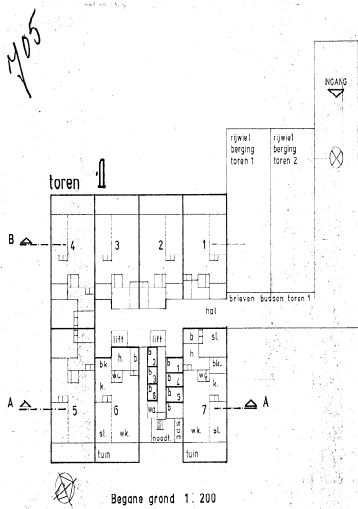 705
INGANG
rijwiel berging toren 1
rijwiel berging toren 2
toren 1
B
4
3
2
1
brieven bussen toren 1
hal
lift
lift
b
sl.
h.
b
b
2
b
1
h
bk.
wc
b
3
b
4
wc
bk.
k.
b
6
b
5
k.
A
5
6
wa
b
7
A
sl.
wk.
noodt.
wk.
sl.
tuin
tuin
Begane grond 1:200